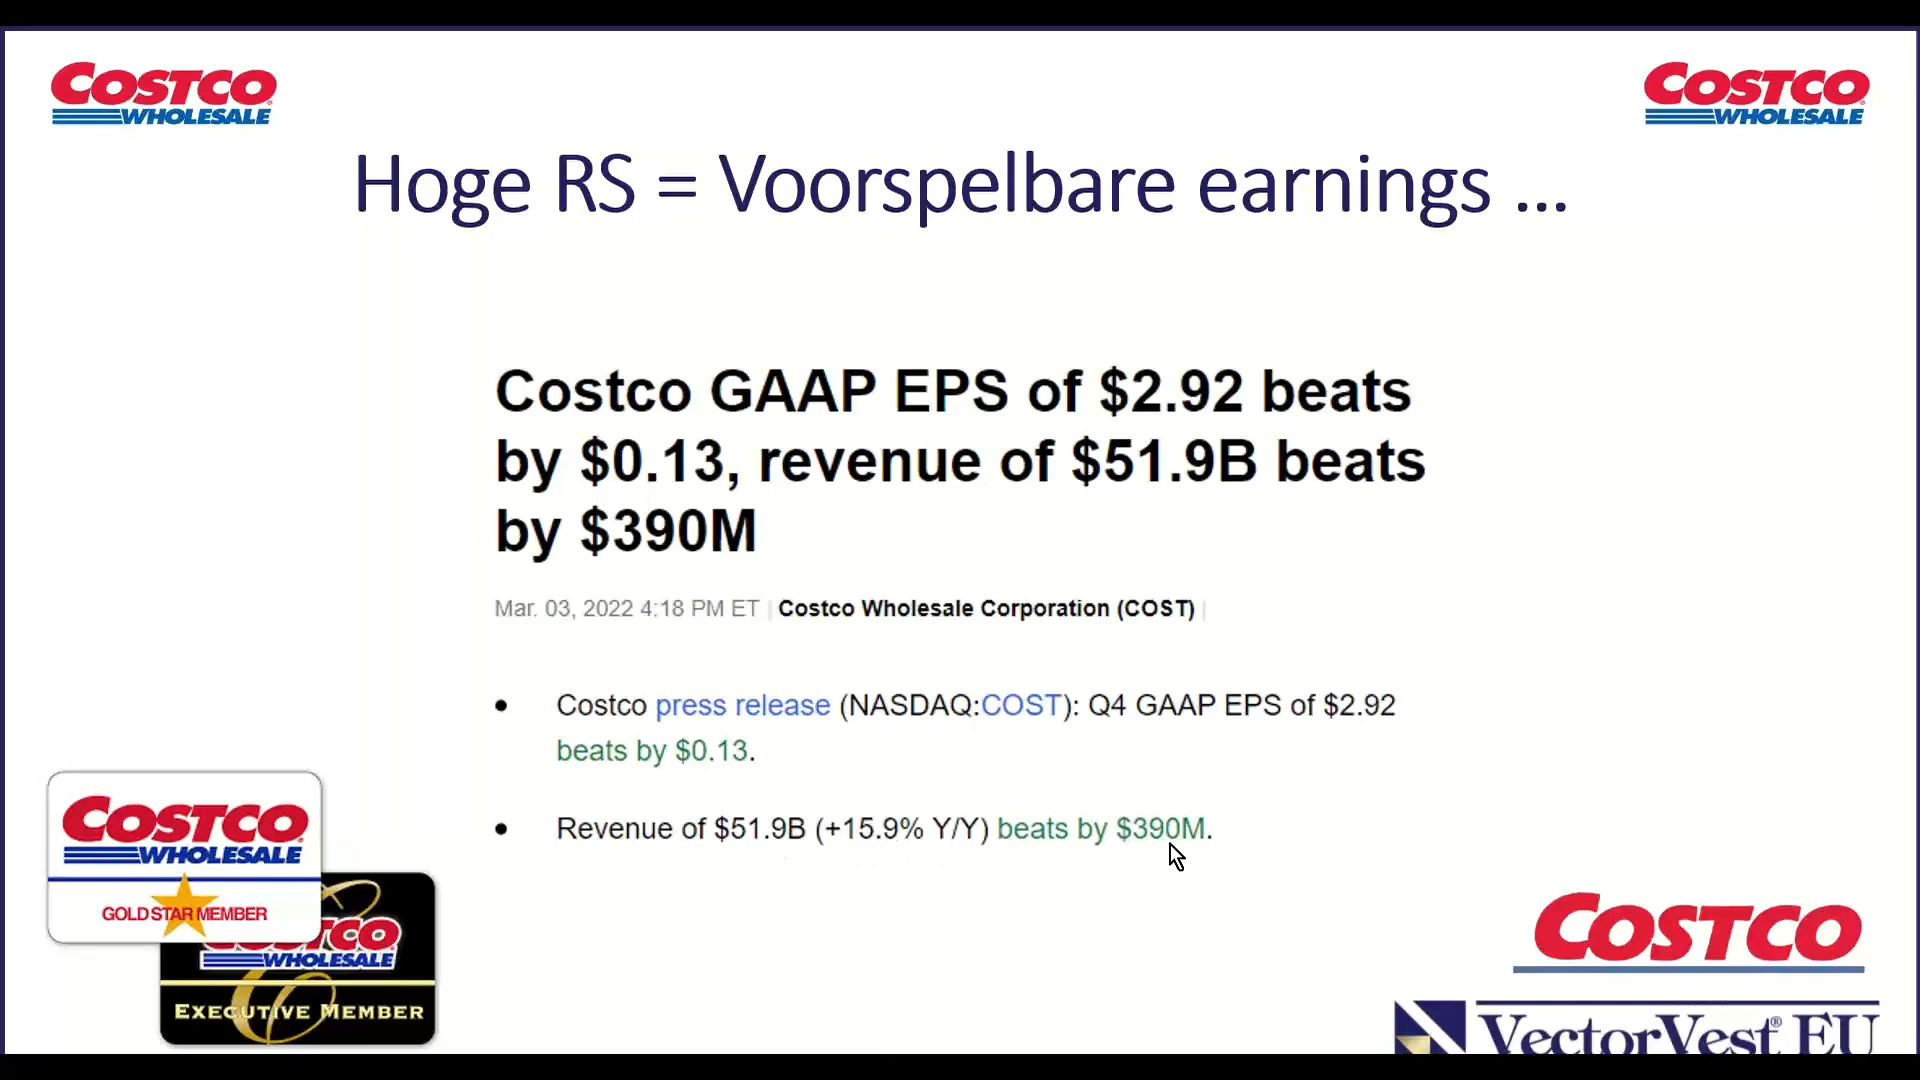 COSTCO
WHOLESALE
COSTCO
WHOLESALE
Hoge RS = Voorspelbare earnings ...
Costco GAAP EPS of $2.92 beats
by $0.13, revenue of $51.9B beats
by $390M
Mar. 03, 2022 4:18 PM ET | Costco Wholesale Corporation (COST) |
• Costco press release (NASDAQ:COST): Q4 GAAP EPS of $2.92
beats by $0.13.
• Revenue of $51.9B (+15.9% Y/Y) beats by $390M.
COSTCO
WHOLESALE
GOLD STAR MEMBER
TCO
WHOLESALE
EXECUTIVE MEMBER
COSTCO
VectorVest® EU